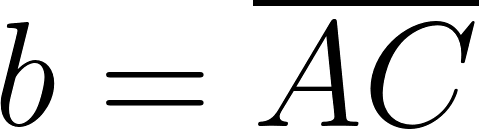 $b = \overline{AC}$